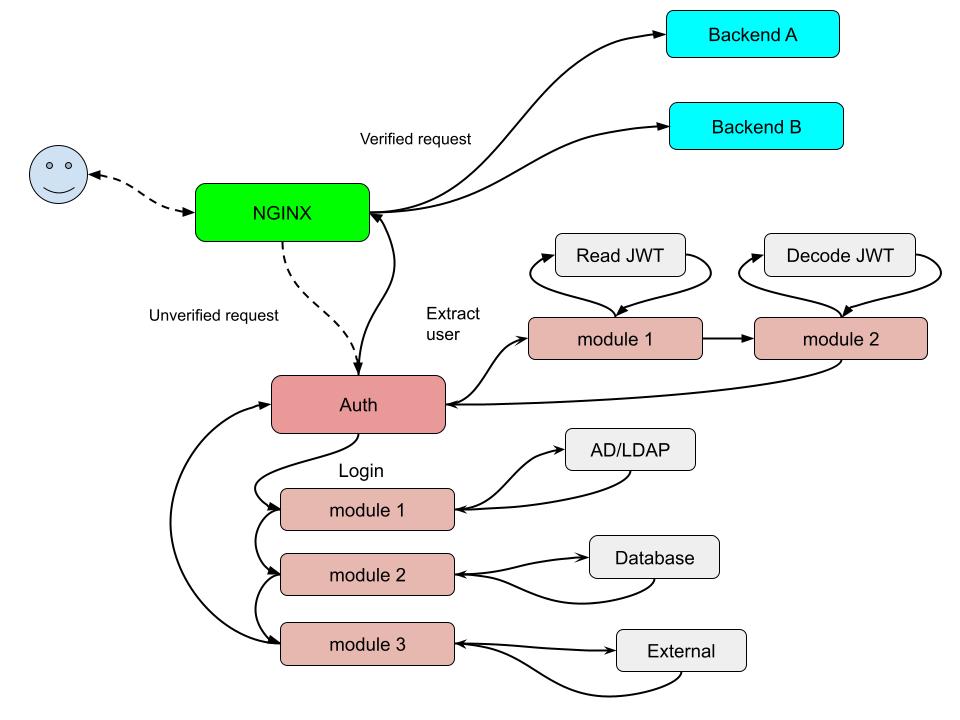 Backend A
Backend B
Verified request
NGINX
Read JWT
Decode JWT
Unverified request
Extract
user
module 1
module 2
Auth
AD/LDAP
Login
module 1
module 2
Database
module 3
External